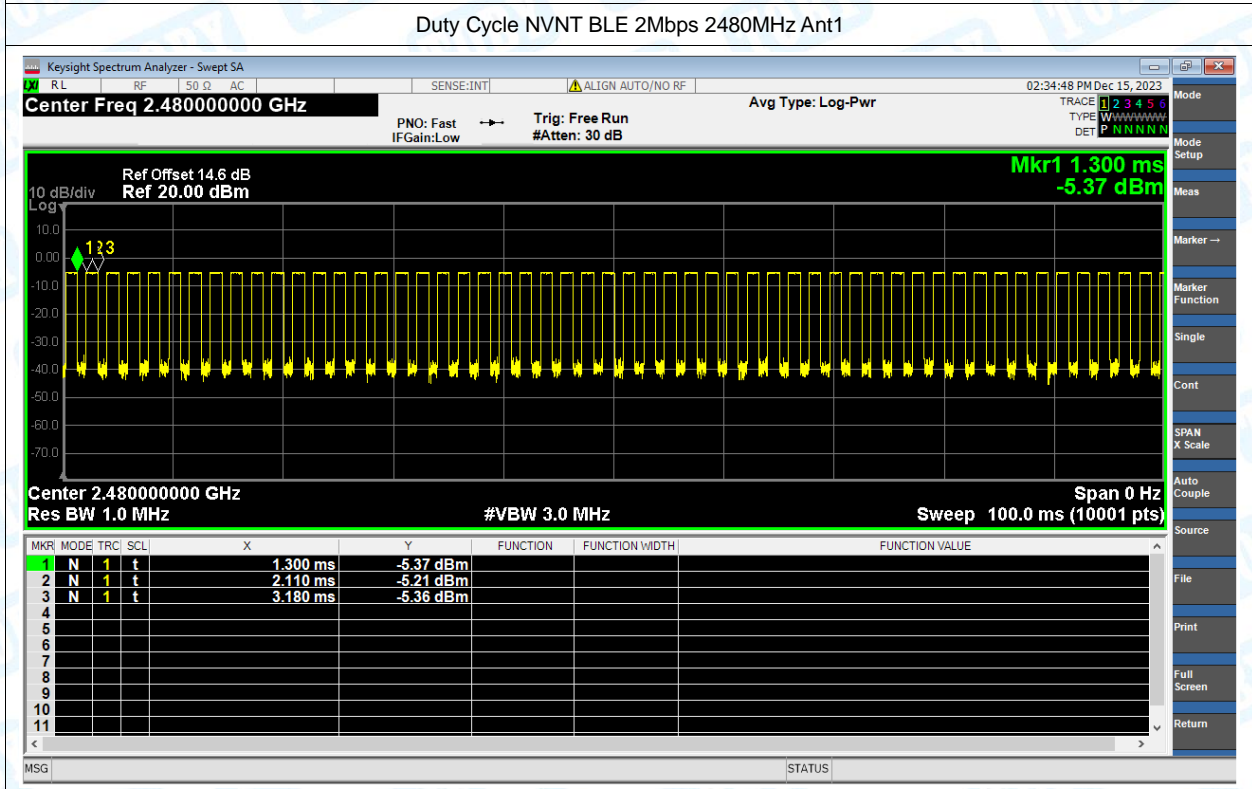 Duty Cycle NVNT BLE 2Mbps 2480MHz Ant1
Keysight Spectrum Analyzer - Swept SA
LXI RL RF 50 Ω AC SENSE:INT ALIGN AUTO/NO RF 02:34:48 PM Dec 15, 2023
Center Freq 2.480000000 GHz
Avg Type: Log-Pwr
TRACE 1 2 3 4 5 6
TYPE WWWWWW
DET P N N N N N
PNO: Fast
IFGain:Low
Trig: Free Run
#Atten: 30 dB
Mkr1 1.300 ms
-5.37 dBm
Ref Offset 14.6 dB
Ref 20.00 dBm
10 dB/div
Log
10.0
0.00
-10.0
-20.0
-30.0
-40.0
-50.0
-60.0
-70.0
1 2 3
Center 2.480000000 GHz Span 0 Hz
Res BW 1.0 MHz #VBW 3.0 MHz Sweep 100.0 ms (10001 pts)
MKR MODE TRC SCL X Y FUNCTION FUNCTION WIDTH FUNCTION VALUE
1 N 1 t 1.300 ms -5.37 dBm
2 N 1 t 2.110 ms -5.21 dBm
3 N 1 t 3.180 ms -5.36 dBm
4
5
6
7
8
9
10
11
MSG STATUS
Mode
Mode Setup
Meas
Marker →
Marker Function
Single
Cont
SPAN X Scale
Auto Couple
Source
File
Print
Full Screen
Return